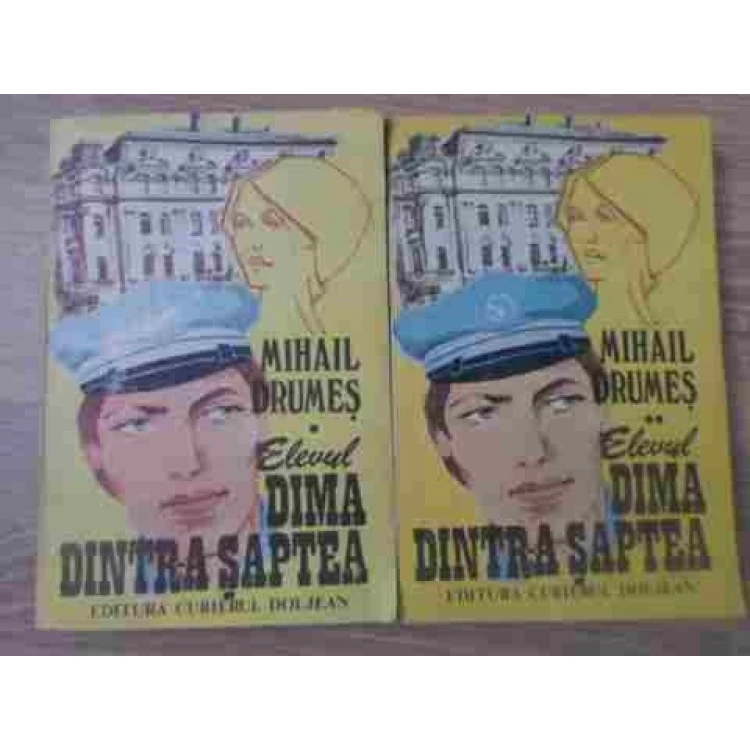 MIHAIL
DRUMEȘ
*
Elevul
DIMA
DINTR-A ȘAPTEA
EDITURA CURIERUL DOLJEAN
MIHAIL
DRUMEȘ
**
Elevul
DIMA
DINTR-A ȘAPTEA
EDITURA CURIERUL DOLJEAN